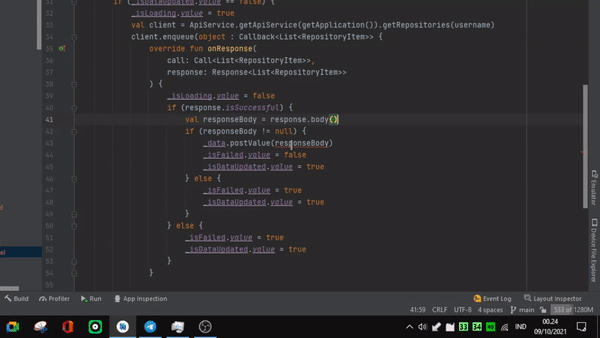 31 if (_isDataUpdated.value == false) {
32 _isLoading.value = true
33 val client = ApiService.getApiService(getApplication()).getRepositories(username)
34 client.enqueue(object : Callback<List<RepositoryItem>> {
35 override fun onResponse(
36 call: Call<List<RepositoryItem>>,
37 response: Response<List<RepositoryItem>>
38 ) {
39 _isLoading.value = false
40 if (response.isSuccessful) {
41 val responseBody = response.body()
42 if (responseBody != null) {
43 _data.postValue(responseBody)
44 _isFailed.value = false
45 _isDataUpdated.value = true
46 } else {
47 _isFailed.value = true
48 _isDataUpdated.value = true
49 }
50 } else {
51 _isFailed.value = true
52 _isDataUpdated.value = true
53 }
54 }
55
Emulator
Device File Explorer
Build Profiler Run App Inspection Event Log Layout Inspector
41:59 CRLF UTF-8 4 spaces main 533 of 1280M
33 34 IND 00.24
09/10/2021